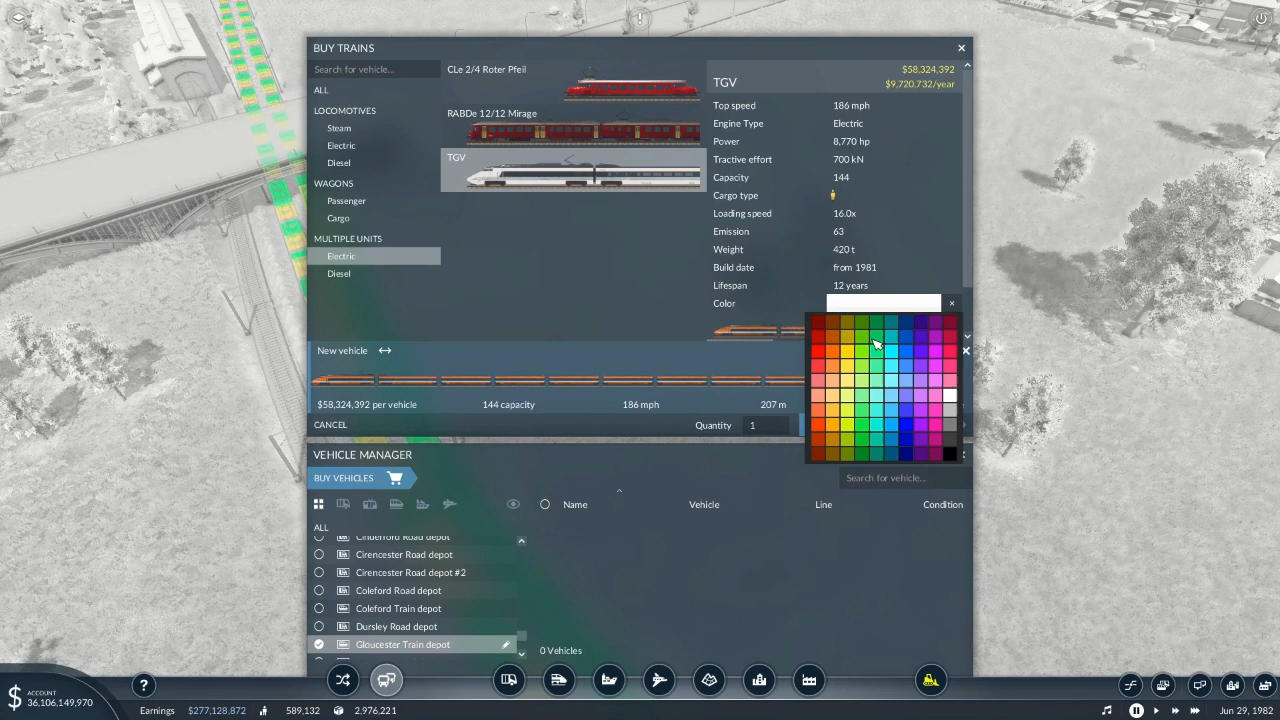 BUY TRAINS
Search for vehicle...
ALL
LOCOMOTIVES
Steam
Electric
Diesel
WAGONS
Passenger
Cargo
MULTIPLE UNITS
Electric
Diesel
CLe 2/4 Roter Pfeil
RABDe 12/12 Mirage
TGV
$58,324,392
TGV
$9,720.732/year
Top speed 186 mph
Engine Type Electric
Power 8,770 hp
Tractive effort 700 kN
Capacity 144
Cargo type
Loading speed 16.0x
Emission 63
Weight 420 t
Build date from 1981
Lifespan 12 years
Color
New vehicle
$58,324,392 per vehicle 144 capacity 186 mph 207 m
CANCEL Quantity 1
VEHICLE MANAGER
BUY VEHICLES
Search for vehicle...
Name Vehicle Line Condition
ALL
Cinderford Road depot
Cirencester Road depot
Cirencester Road depot #2
Coleford Road depot
Coleford Train depot
Dursley Road depot
Gloucester Train depot
0 Vehicles
$ ACCOUNT
36,106,149,970
?
Earnings $277,128,872 589,132 2,976,221
Jun 29, 1982